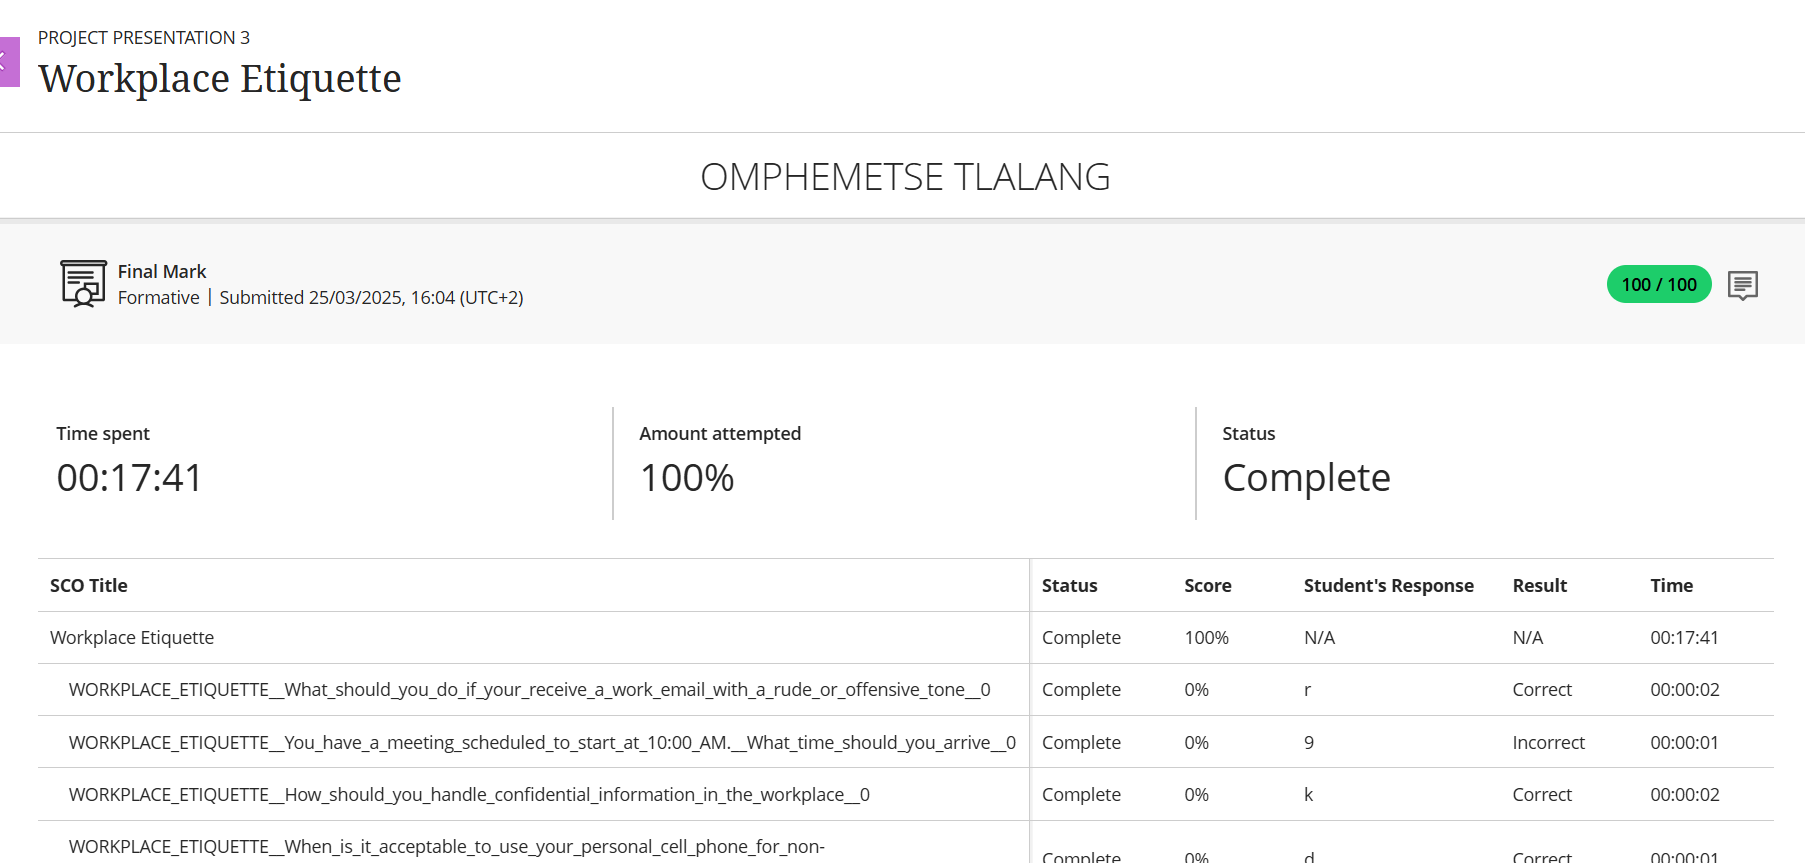 PROJECT PRESENTATION 3
Workplace Etiquette
OMPHEMETSE TLALANG
Final Mark
Formative | Submitted 25/03/2025, 16:04 (UTC+2)
100 / 100
Time spent
00:17:41
Amount attempted
100%
Status
Complete
SCO Title Status Score Student's Response Result Time
Workplace Etiquette Complete 100% N/A N/A 00:17:41
WORKPLACE_ETIQUETTE__What_should_you_do_if_your_receive_a_work_email_with_a_rude_or_offensive_tone__0 Complete 0% r Correct 00:00:02
WORKPLACE_ETIQUETTE__You_have_a_meeting_scheduled_to_start_at_10:00_AM.__What_time_should_you_arrive__0 Complete 0% 9 Incorrect 00:00:01
WORKPLACE_ETIQUETTE__How_should_you_handle_confidential_information_in_the_workplace__0 Complete 0% k Correct 00:00:02
WORKPLACE_ETIQUETTE__When_is_it_acceptable_to_use_your_personal_cell_phone_for_non-
Complete 0% d Correct 00:00:01